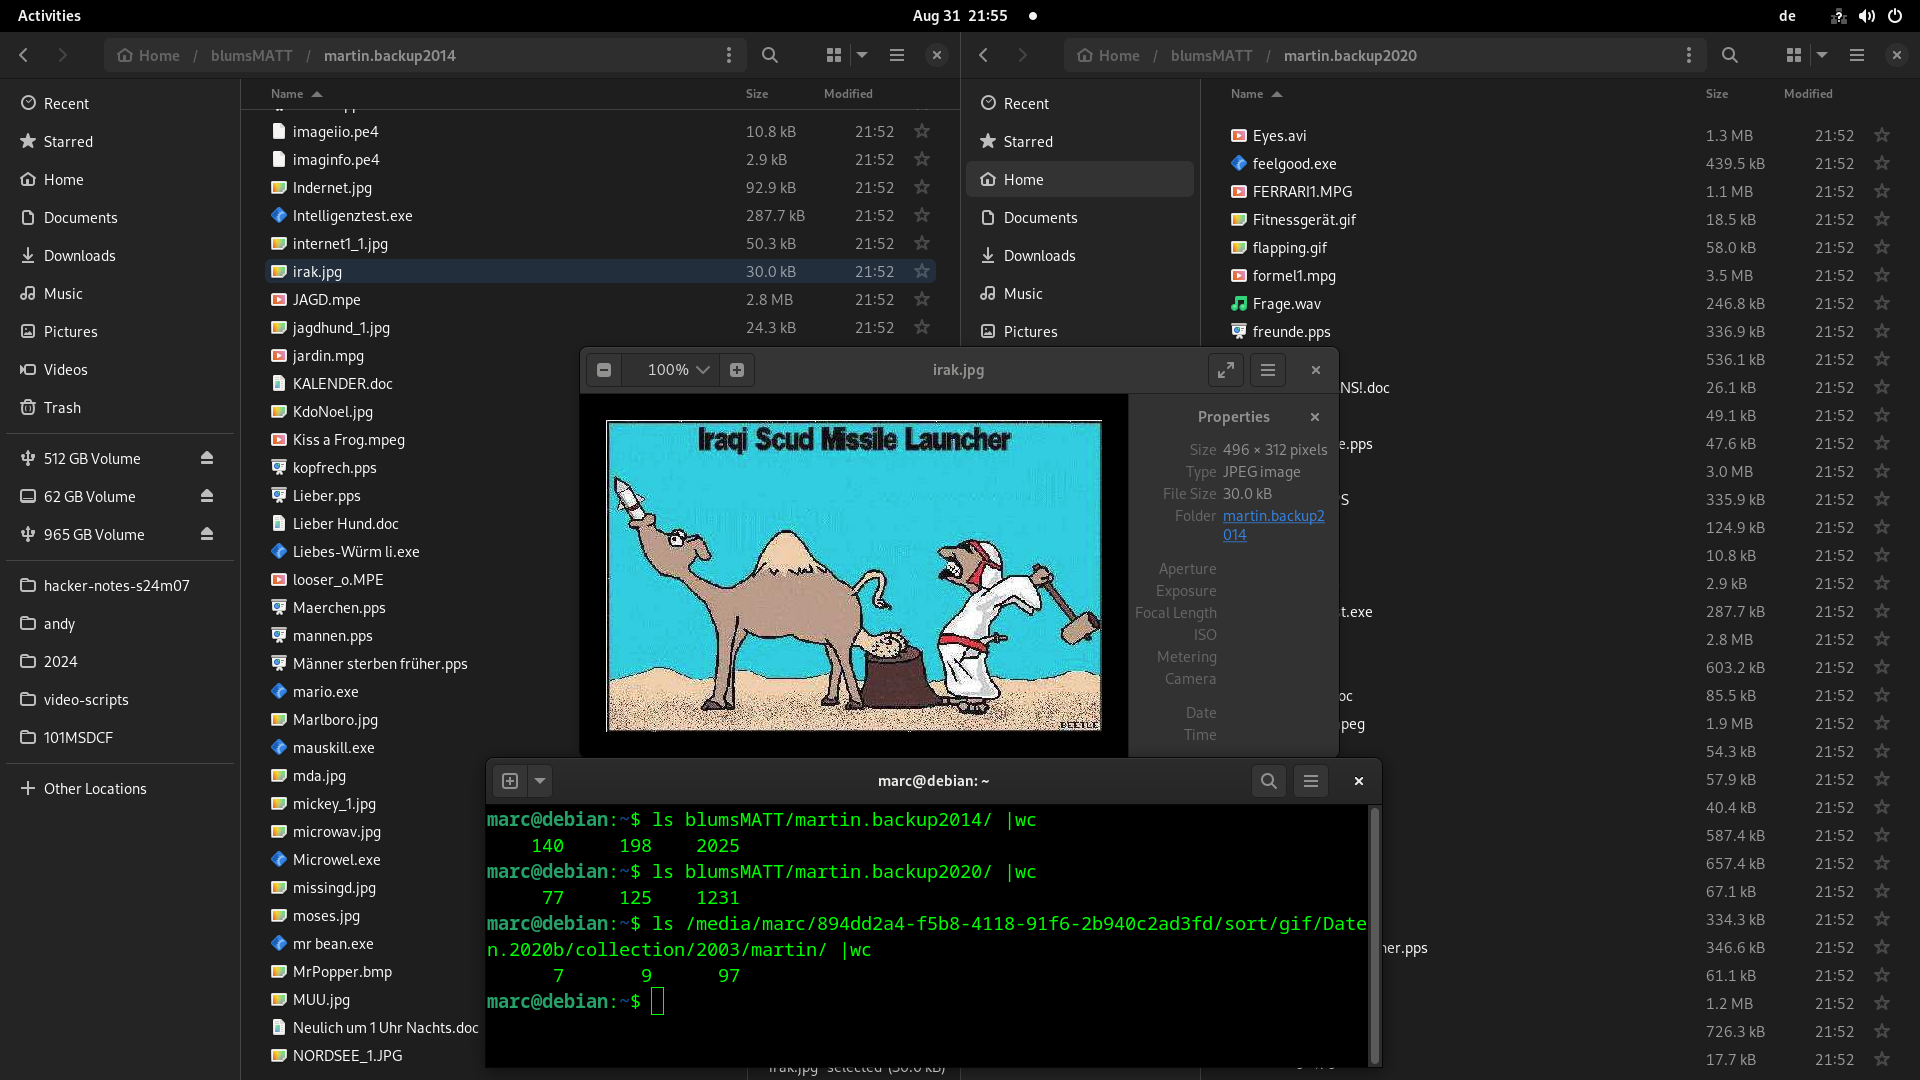 Activities
Aug 31 21:55
de
Home / blumsMATT / martin.backup2014
Name Size Modified
imageiio.pe4 10.8 kB 21:52
imaginfo.pe4 2.9 kB 21:52
Indernet.jpg 92.9 kB 21:52
Intelligenztest.exe 287.7 kB 21:52
internet1_1.jpg 50.3 kB 21:52
irak.jpg 30.0 kB 21:52
JAGD.mpe 2.8 MB 21:52
jagdhund_1.jpg 24.3 kB 21:52
jardin.mpg
KALENDER.doc
KdoNoel.jpg
Kiss a Frog.mpeg
kopfrech.pps
Lieber.pps
Lieber Hund.doc
Liebes-Würm li.exe
looser_o.MPE
Maerchen.pps
mannen.pps
Männer sterben früher.pps
mario.exe
Marlboro.jpg
mauskill.exe
mda.jpg
mickey_1.jpg
microwav.jpg
Microwel.exe
missingd.jpg
moses.jpg
mr bean.exe
MrPopper.bmp
MUU.jpg
Neulich um 1 Uhr Nachts.doc
NORDSEE_1.JPG
Recent
Starred
Home
Documents
Downloads
Music
Pictures
Videos
Trash
512 GB Volume
62 GB Volume
965 GB Volume
hacker-notes-s24m07
andy
2024
video-scripts
101MSDCF
Other Locations
Home / blumsMATT / martin.backup2020
Recent
Starred
Home
Documents
Downloads
Music
Pictures
Name Size Modified
Eyes.avi 1.3 MB 21:52
feelgood.exe 439.5 kB 21:52
FERRARI1.MPG 1.1 MB 21:52
Fitnessgerät.gif 18.5 kB 21:52
flapping.gif 58.0 kB 21:52
formel1.mpg 3.5 MB 21:52
Frage.wav 246.8 kB 21:52
freunde.pps 336.9 kB 21:52
536.1 kB 21:52
NS!.doc 26.1 kB 21:52
49.1 kB 21:52
e.pps 47.6 kB 21:52
3.0 MB 21:52
S 335.9 kB 21:52
124.9 kB 21:52
10.8 kB 21:52
2.9 kB 21:52
t.exe 287.7 kB 21:52
2.8 MB 21:52
603.2 kB 21:52
oc 85.5 kB 21:52
peg 1.9 MB 21:52
54.3 kB 21:52
57.9 kB 21:52
40.4 kB 21:52
587.4 kB 21:52
657.4 kB 21:52
67.1 kB 21:52
334.3 kB 21:52
her.pps 346.6 kB 21:52
61.1 kB 21:52
1.2 MB 21:52
726.3 kB 21:52
17.7 kB 21:52
100% irak.jpg
Iraqi Scud Missile Launcher
BEETLE
Properties
Size 496 × 312 pixels
Type JPEG image
File Size 30.0 kB
Folder martin.backup2
014
Aperture
Exposure
Focal Length
ISO
Metering
Camera
Date
Time
marc@debian: ~
marc@debian:~$ ls blumsMATT/martin.backup2014/ |wc
140 198 2025
marc@debian:~$ ls blumsMATT/martin.backup2020/ |wc
77 125 1231
marc@debian:~$ ls /media/marc/894dd2a4-f5b8-4118-91f6-2b940c2ad3fd/sort/gif/Date
n.2020b/collection/2003/martin/ |wc
7 9 97
marc@debian:~$
"irak.jpg" selected (30.0 kB)